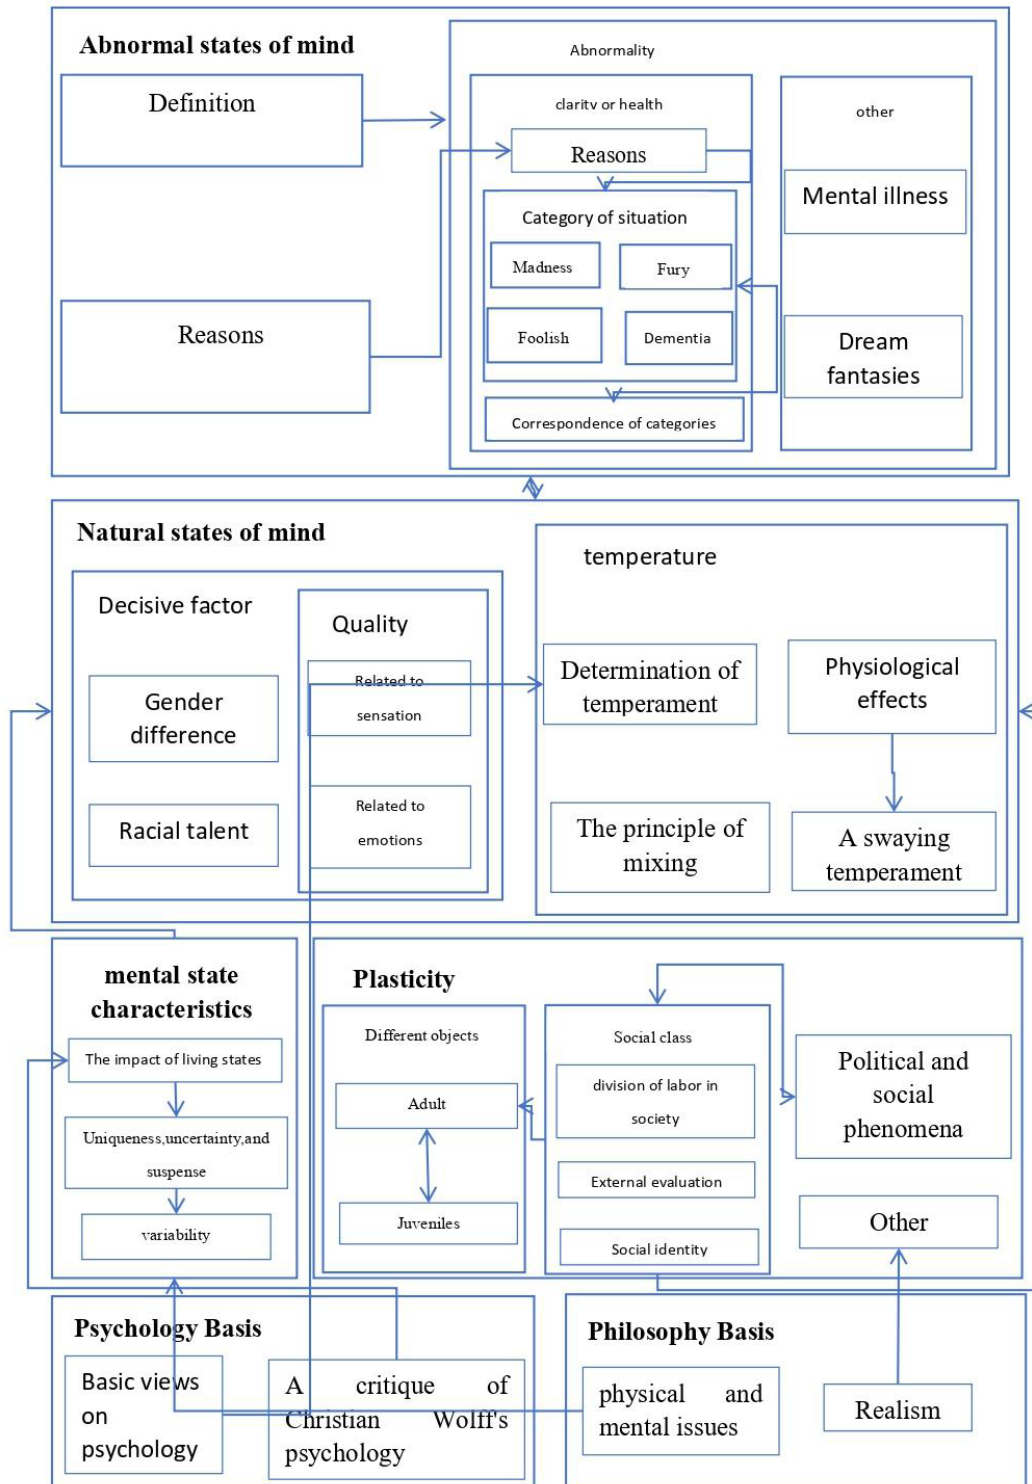 Abnormal states of mind
Definition
Reasons
Abnormality
clarity or health
Reasons
Category of situation
Madness
Fury
Foolish
Dementia
Correspondence of categories
other
Mental illness
Dream
fantasies
Natural states of mind
Decisive factor
Gender
difference
Racial talent
Quality
Related to
sensation
Related to
emotions
temperature
Determination of
temperament
Physiological
effects
The principle of
mixing
A swaying
temperament
mental state
characteristics
The impact of living states
Uniqueness,uncertainty,and
suspense
variability
Plasticity
Different objects
Adult
Juveniles
Social class
division of labor in
society
External evaluation
Social identity
Political and
social
phenomena
Other
Psychology Basis
Basic views
on
psychology
A critique of
Christian Wolff's
psychology
Philosophy Basis
physical and
mental issues
Realism